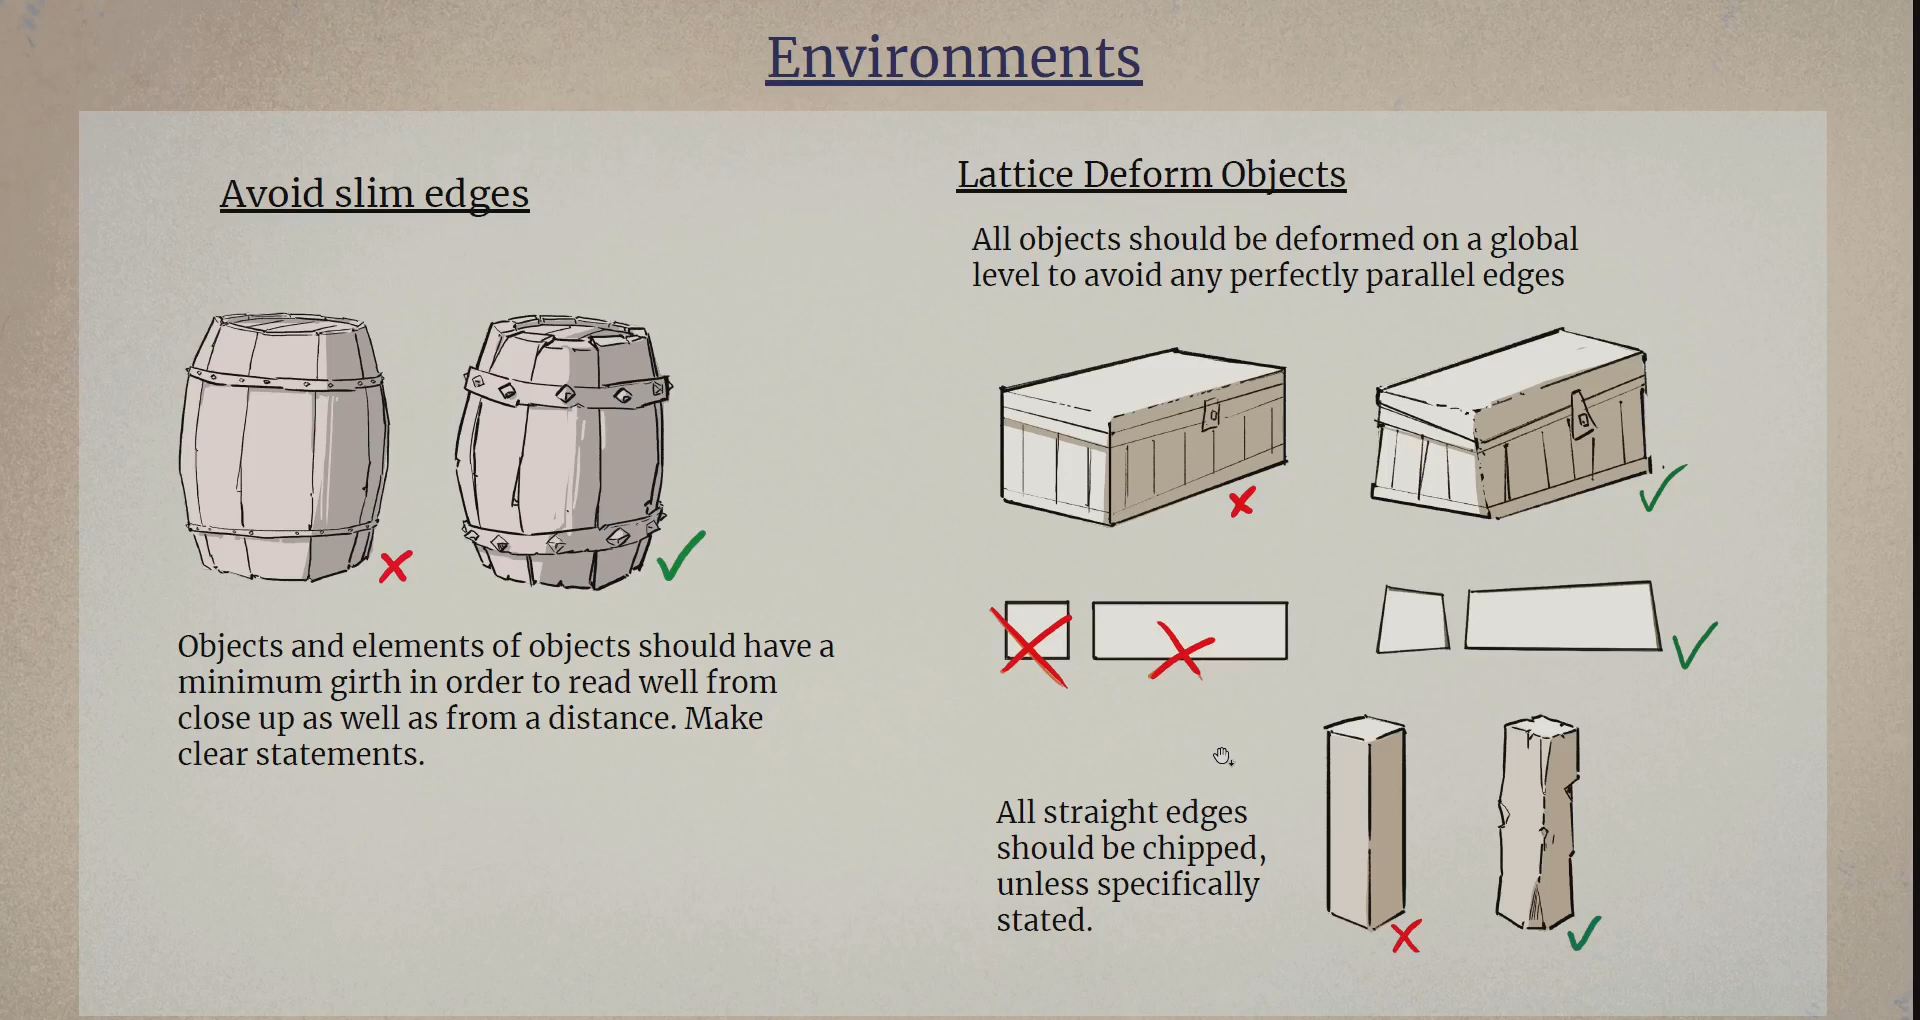 Environments
Avoid slim edges
Objects and elements of objects should have a
minimum girth in order to read well from
close up as well as from a distance. Make
clear statements.
Lattice Deform Objects
All objects should be deformed on a global
level to avoid any perfectly parallel edges
All straight edges
should be chipped,
unless specifically
stated.